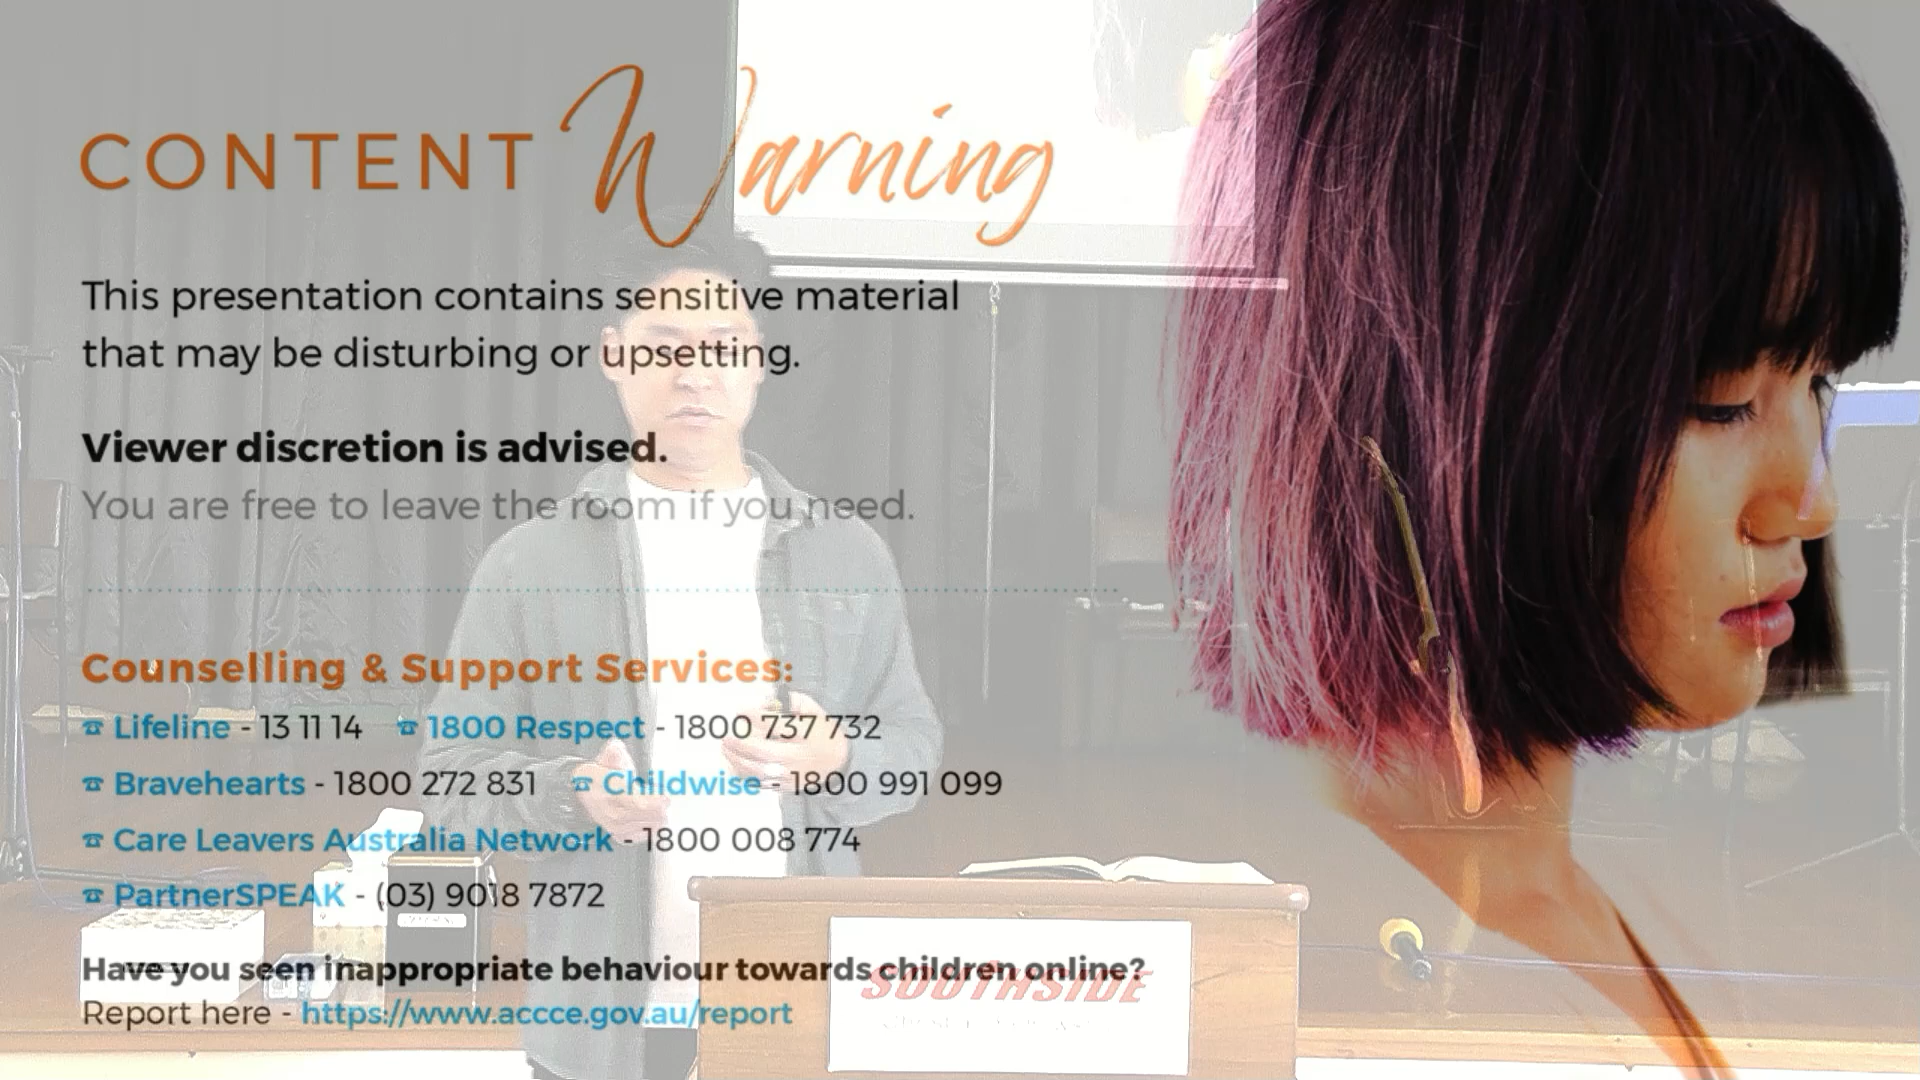 CONTENT Warning
This presentation contains sensitive material
that may be disturbing or upsetting.
Viewer discretion is advised.
You are free to leave the room if you need.
Counselling & Support Services:
Lifeline - 13 11 14 1800 Respect - 1800 737 732
Bravehearts - 1800 272 831 Childwise - 1800 991 099
Care Leavers Australia Network - 1800 008 774
PartnerSPEAK - (03) 9018 7872
Have you seen inappropriate behaviour towards children online?
SOUTHSIDE
Report here - https://www.accce.gov.au/report